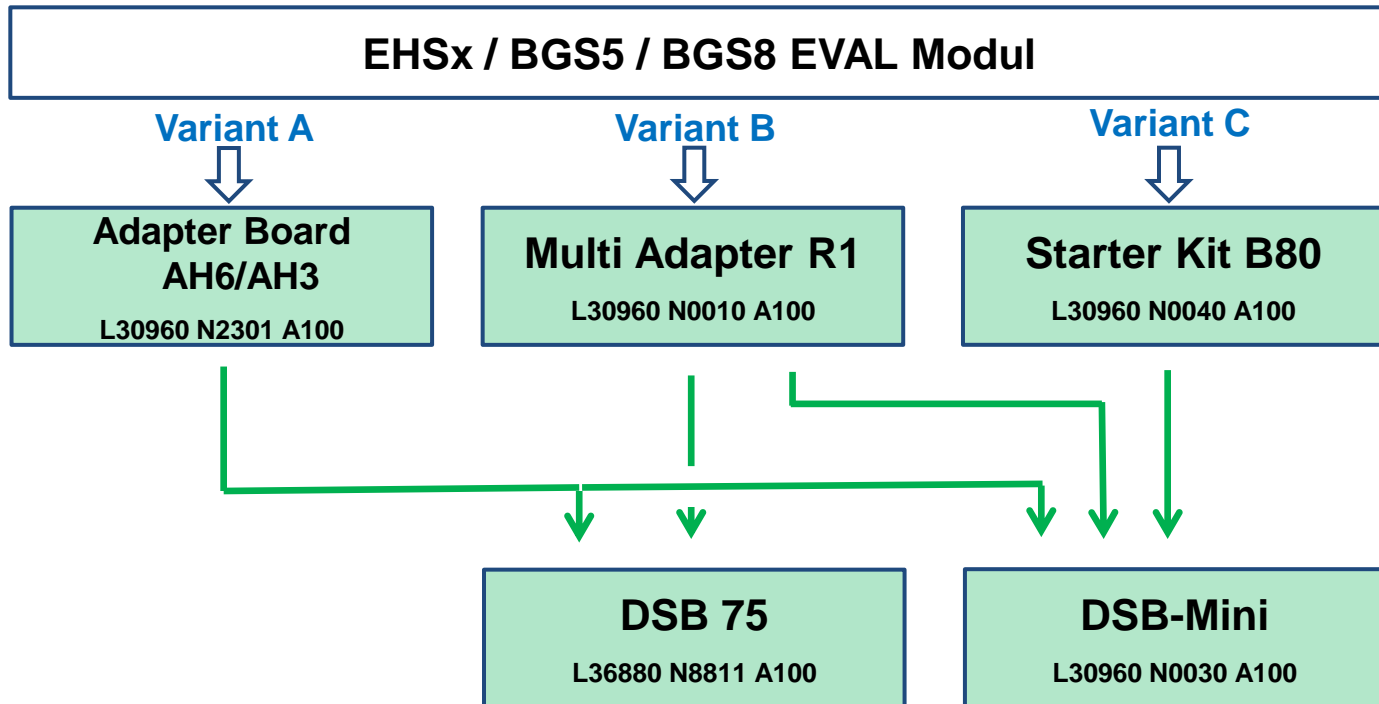 EHSx / BGS5 / BGS8 EVAL Modul
Variant A
Variant B
Variant C
Adapter Board
AH6/AH3
L30960 N2301 A100
Multi Adapter R1
L30960 N0010 A100
Starter Kit B80
L30960 N0040 A100
DSB 75
L36880 N8811 A100
DSB-Mini
L30960 N0030 A100